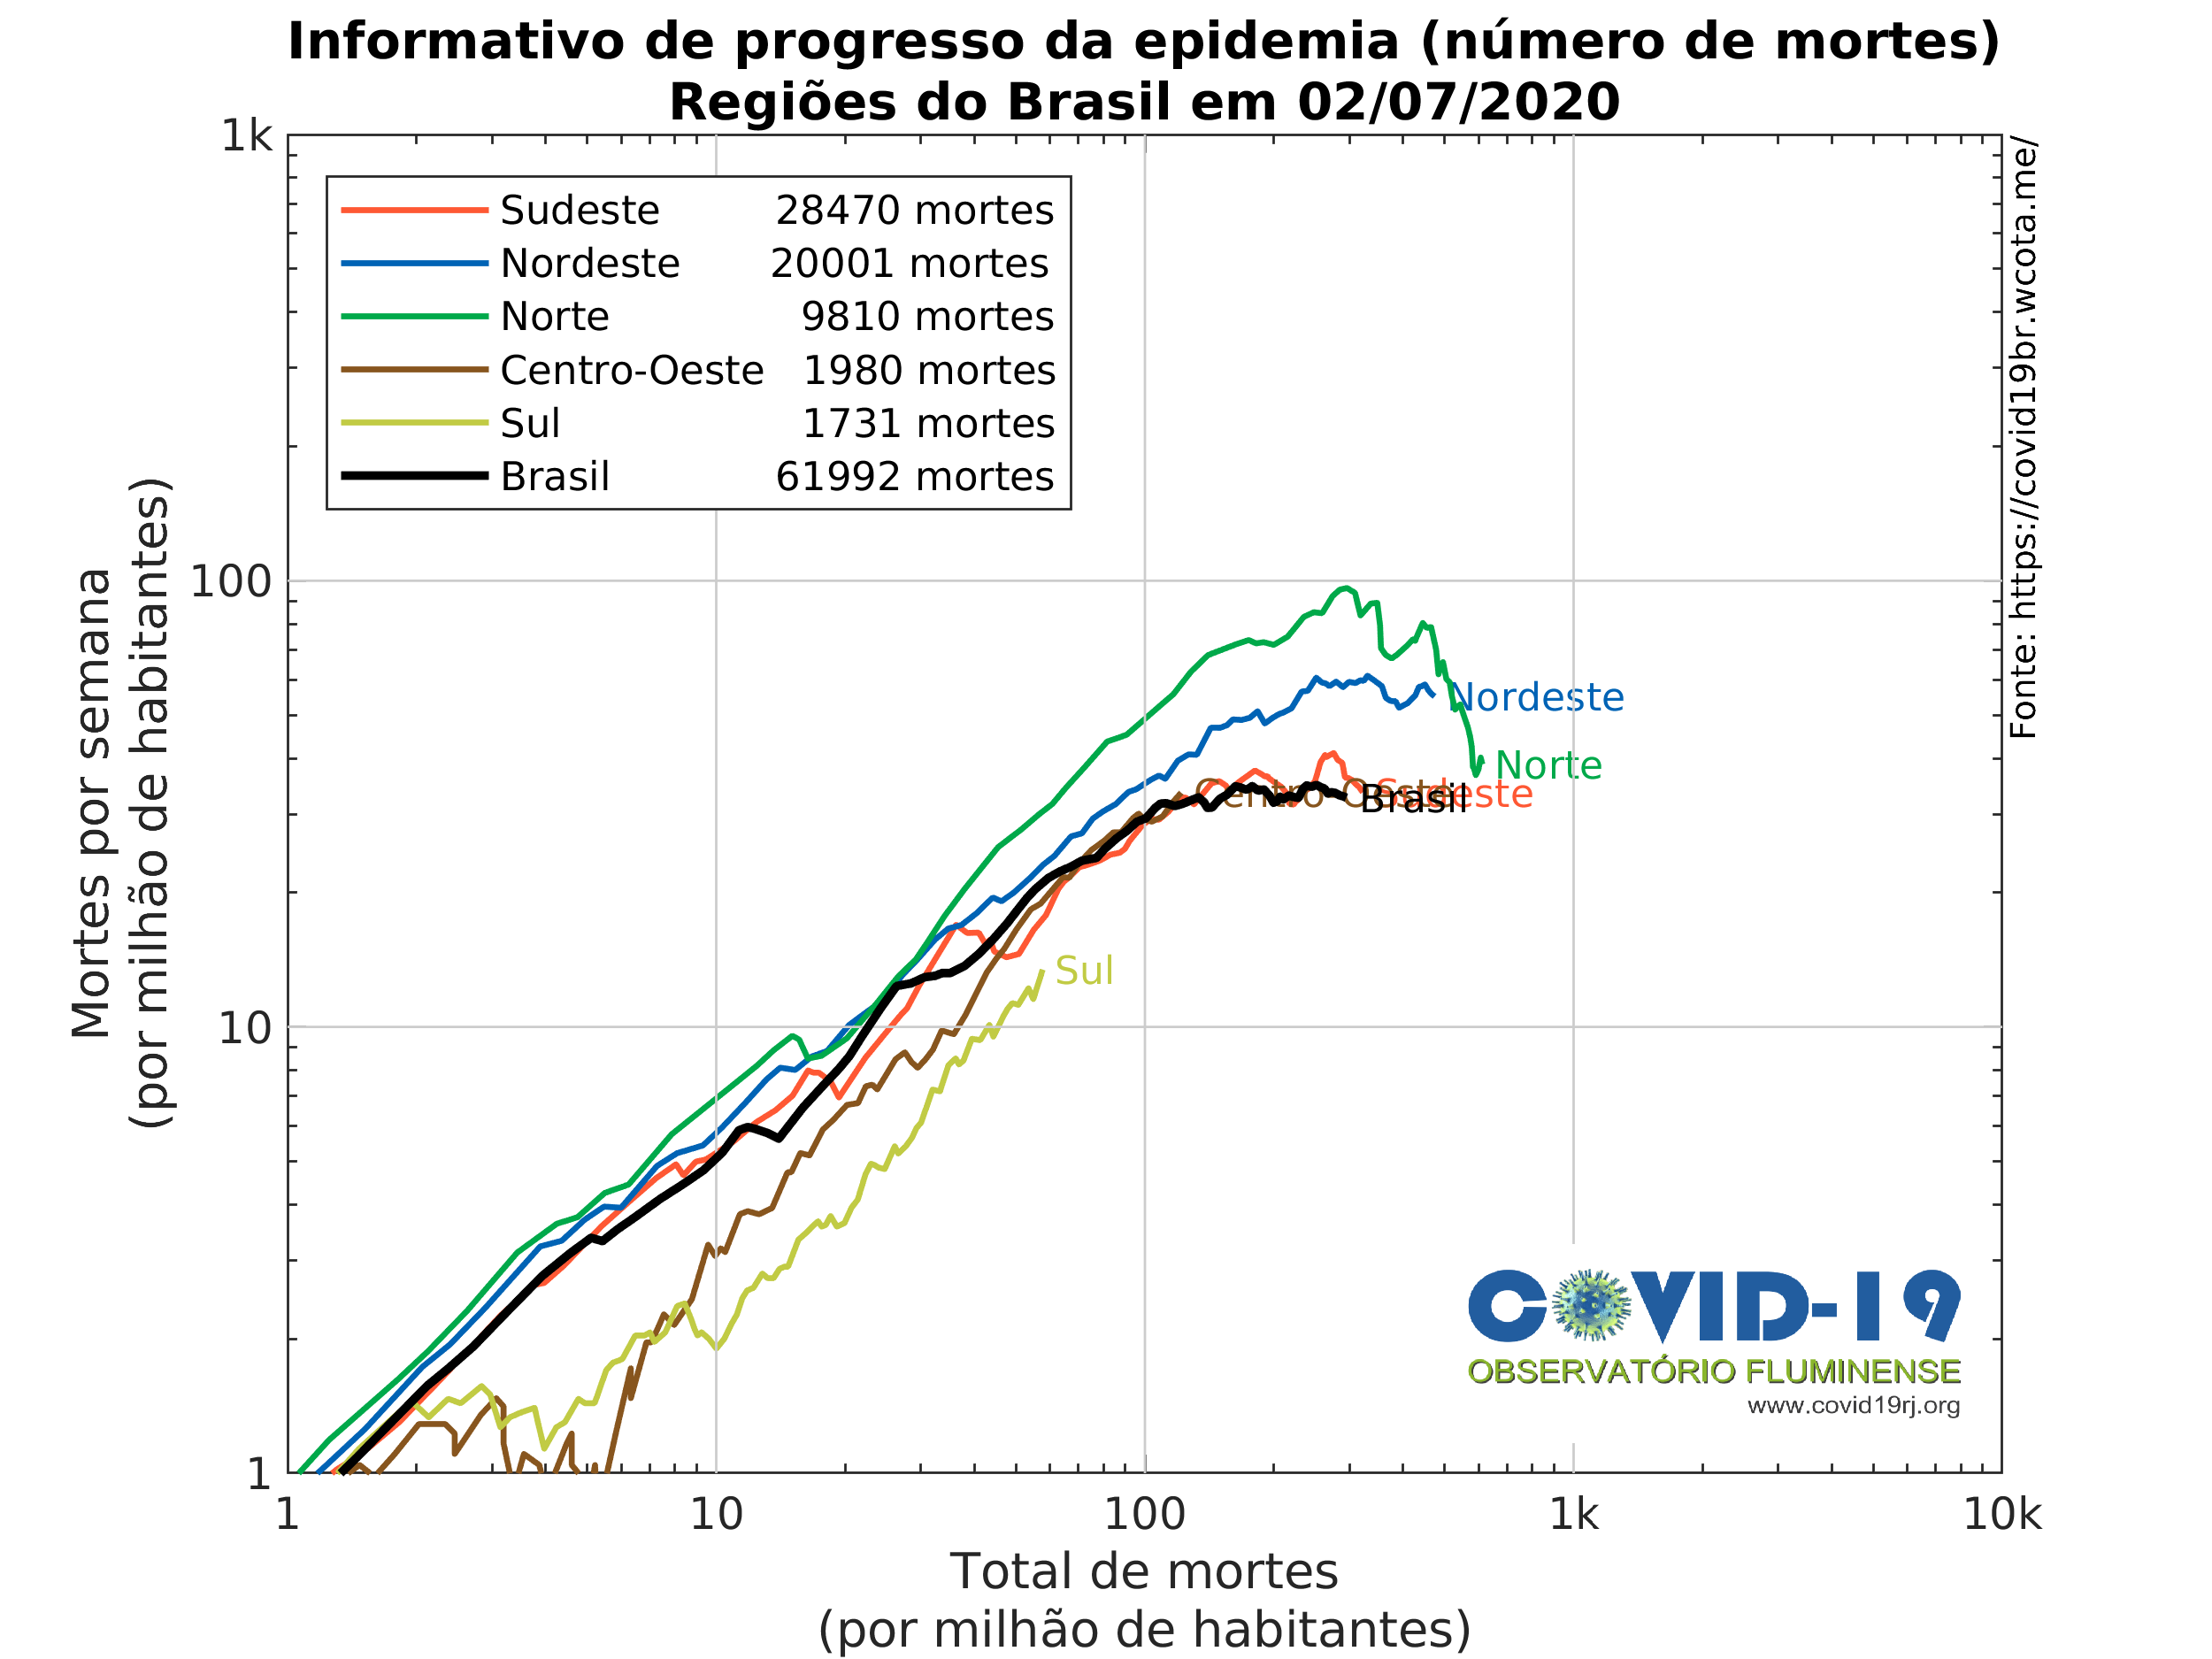 Informativo de progresso da epidemia (número de mortes)
Regiões do Brasil em 02/07/2020
1k
100
10
1
Mortes por semana
(por milhão de habitantes)
Sudeste 28470 mortes
Nordeste 20001 mortes
Norte 9810 mortes
Centro-Oeste 1980 mortes
Sul 1731 mortes
Brasil 61992 mortes
Nordeste
Norte
Centro-Oeste
Sudeste
Brasil
Sul
Fonte: https://covid19br.wcota.me/
COVID-19
OBSERVATÓRIO FLUMINENSE
www.covid19rj.org
1
10
100
1k
10k
Total de mortes
(por milhão de habitantes)